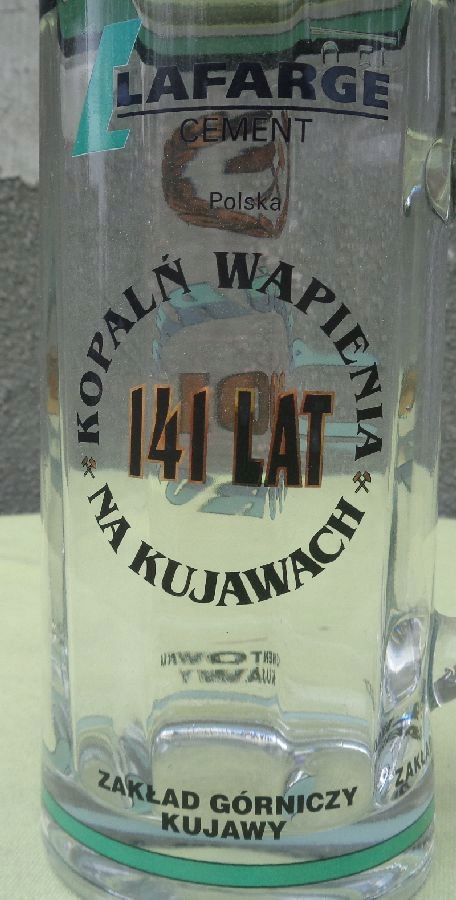 LAFARGE
CEMENT
Polska
KOPALŃ WAPIENIA
141 LAT
NA KUJAWACH
ZAKŁAD GÓRNICZY
KUJAWY